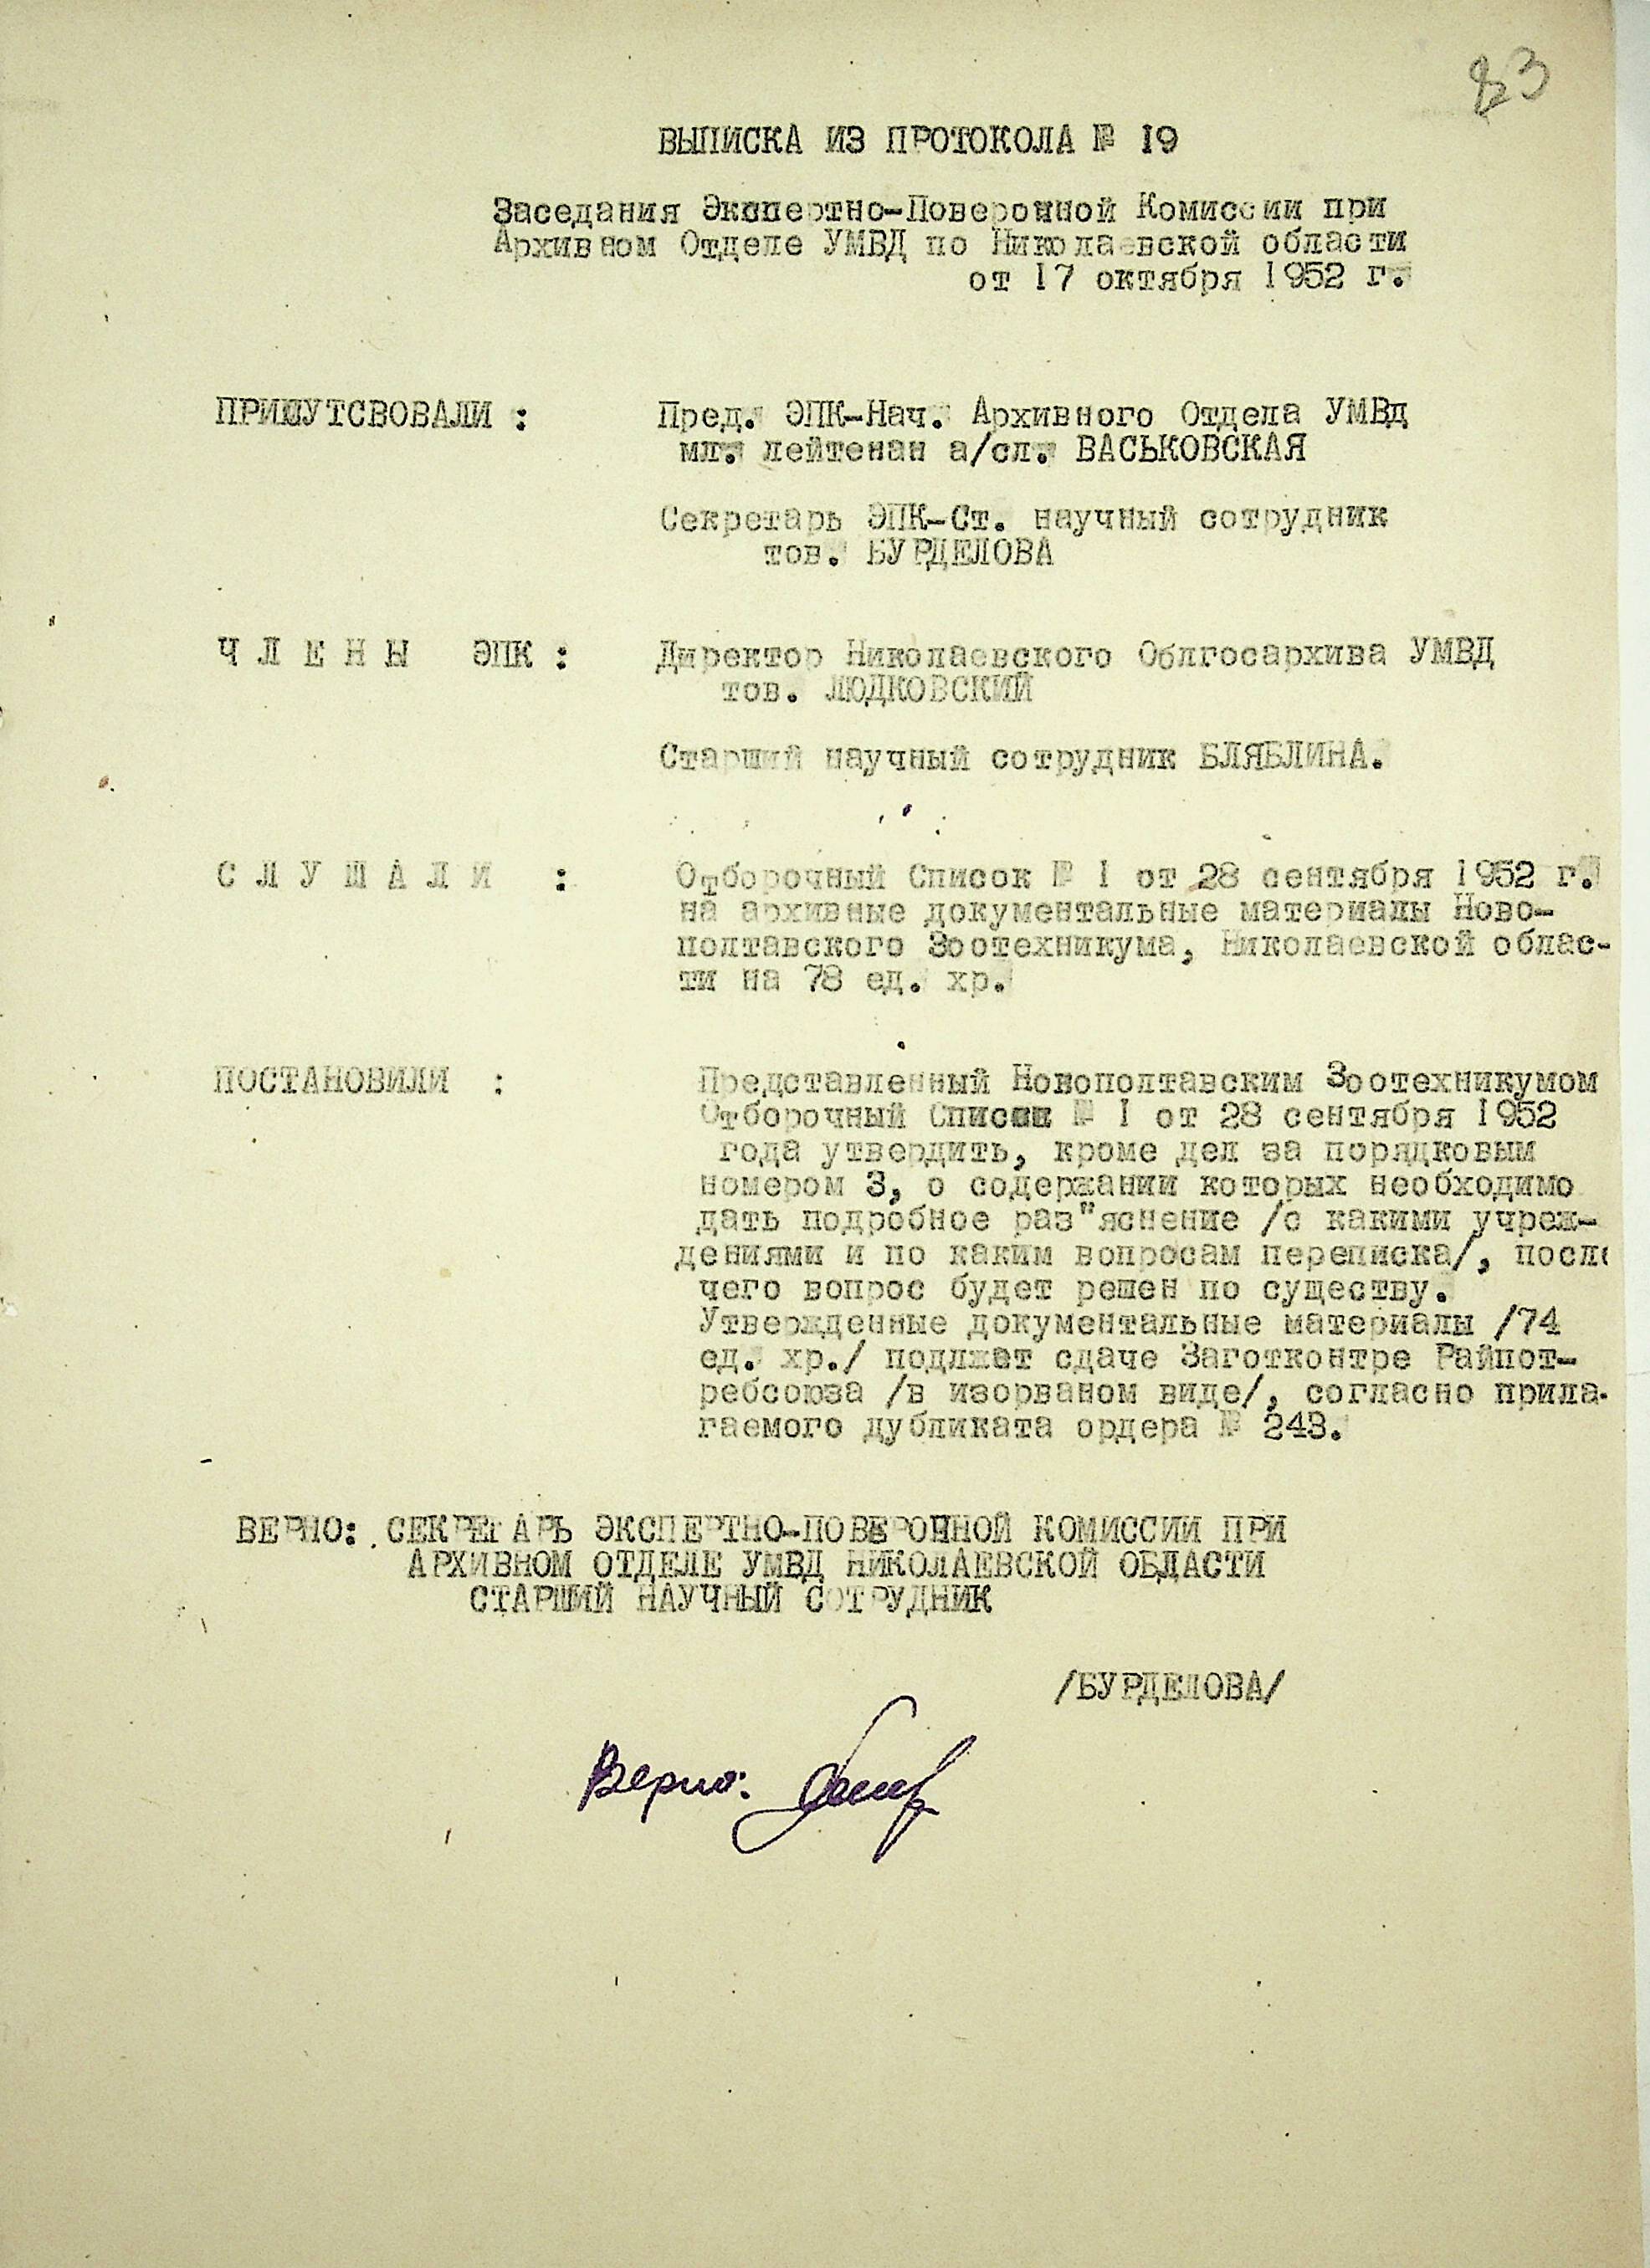 83
ВЫПИСКА ИЗ ПРОТОКОЛА № 19
Заседания Экспертно-Поверочной Комиссии при
Архивном Отделе УМВД по Николаевской области
от 17 октября 1952 г.
ПРИШУТСВОВАЛИ : Пред. ЭПК-Нач. Архивного Отдела УМВД
мл. лейтенан а/сл. ВАСЬКОВСКАЯ
Секретарь ЭПК-Ст. научный сотрудник
тов. БУРДЕЛОВА
Ч Л Е Н Ы ЭПК : Директор Николаевского Облгосархива УМВД
тов. ЛЮДКОВСКИЙ
Старший научный сотрудник БЛЯБЛИНА.
С Л У Ш А Л И : Отборочный Список № 1 от 28 сентября 1952 г.
на архивные документальные материалы Ново-
полтавского Зоотехникума, Николаевской облас-
ти на 78 ед. хр.
ПОСТАНОВИЛИ : Представленный Новополтавским Зоотехникумом
Отборочный Список № 1 от 28 сентября 1952
года утвердить, кроме дел за порядковым
номером 3, о содержании которых необходимо
дать подробное раз"яснение /с какими учреж-
дениями и по каким вопросам переписка/, после
чего вопрос будет решен по существу.
Утвержденные документальные материалы /74
ед. хр./ подлжет сдаче Заготконтре Райпот-
ребсоюза /в изорваном виде/, согласно прила-
гаемого дубликата ордера № 243.
ВЕРНО: СЕКРЕТАРЬ ЭКСПЕРТНО-ПОВЕРОЧНОЙ КОМИССИИ ПРИ
АРХИВНОМ ОТДЕЛЕ УМВД НИКОЛАЕВСКОЙ ОБЛАСТИ
СТАРШИЙ НАУЧНЫЙ СОТРУДНИК
/БУРДЕЛОВА/
Верно: